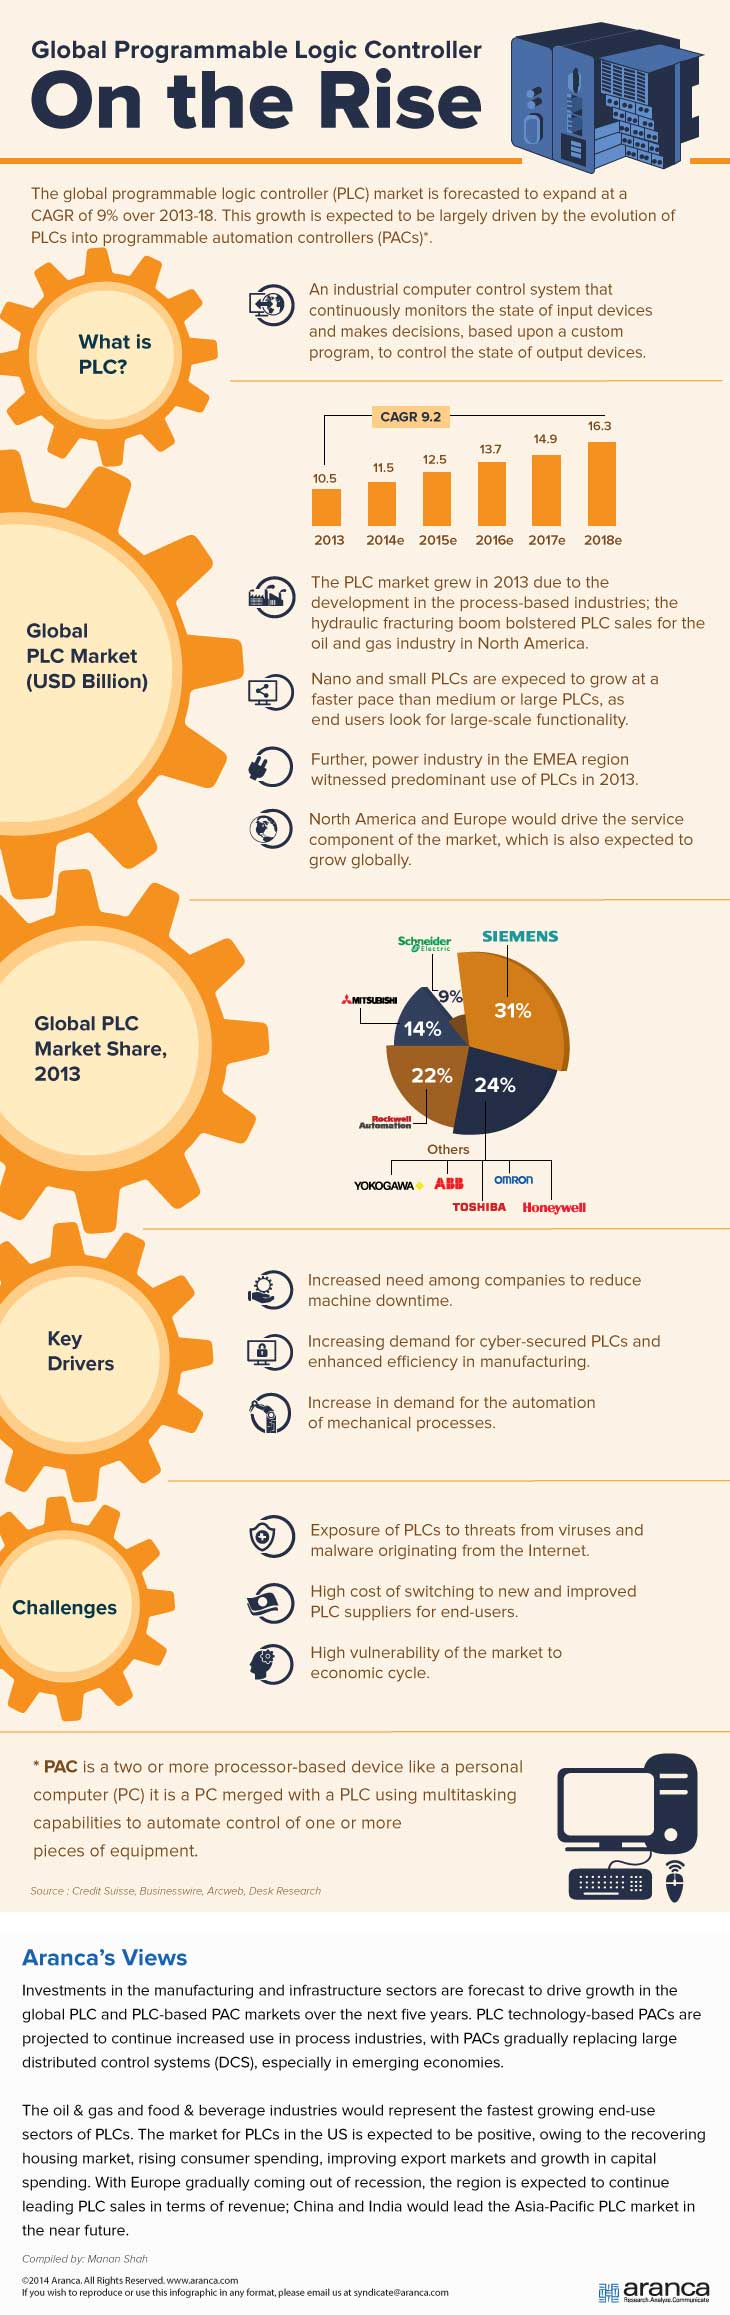 Global Programmable Logic Controller
On the Rise
The global programmable logic controller (PLC) market is forecasted to expand at a
CAGR of 9% over 2013-18. This growth is expected to be largely driven by the evolution of
PLCs into programmable automation controllers (PACs)*.
What is
PLC?
An industrial computer control system that
continuously monitors the state of input devices
and makes decisions, based upon a custom
program, to control the state of output devices.
Global
PLC Market
(USD Billion)
CAGR 9.2
10.5
11.5
12.5
13.7
14.9
16.3
2013
2014e
2015e
2016e
2017e
2018e
The PLC market grew in 2013 due to the
development in the process-based industries; the
hydraulic fracturing boom bolstered PLC sales for the
oil and gas industry in North America.
Nano and small PLCs are expeced to grow at a
faster pace than medium or large PLCs, as
end users look for large-scale functionality.
Further, power industry in the EMEA region
witnessed predominant use of PLCs in 2013.
North America and Europe would drive the service
component of the market, which is also expected to
grow globally.
Global PLC
Market Share,
2013
Schneider
Electric
SIEMENS
MITSUBISHI
9%
31%
14%
22%
24%
Rockwell
Automation
Others
YOKOGAWA
ABB
TOSHIBA
OMRON
Honeywell
Key
Drivers
Increased need among companies to reduce
machine downtime.
Increasing demand for cyber-secured PLCs and
enhanced efficiency in manufacturing.
Increase in demand for the automation
of mechanical processes.
Challenges
Exposure of PLCs to threats from viruses and
malware originating from the Internet.
High cost of switching to new and improved
PLC suppliers for end-users.
High vulnerability of the market to
economic cycle.
* PAC is a two or more processor-based device like a personal
computer (PC) it is a PC merged with a PLC using multitasking
capabilities to automate control of one or more
pieces of equipment.
Source : Credit Suisse, Businesswire, Arcweb, Desk Research
Aranca's Views
Investments in the manufacturing and infrastructure sectors are forecast to drive growth in the
global PLC and PLC-based PAC markets over the next five years. PLC technology-based PACs are
projected to continue increased use in process industries, with PACs gradually replacing large
distributed control systems (DCS), especially in emerging economies.
The oil & gas and food & beverage industries would represent the fastest growing end-use
sectors of PLCs. The market for PLCs in the US is expected to be positive, owing to the recovering
housing market, rising consumer spending, improving export markets and growth in capital
spending. With Europe gradually coming out of recession, the region is expected to continue
leading PLC sales in terms of revenue; China and India would lead the Asia-Pacific PLC market in
the near future.
Compiled by: Manan Shah
©2014 Aranca. All Rights Reserved. www.aranca.com
If you wish to reproduce or use this infographic in any format, please email us at syndicate@aranca.com
aranca
Research.Analyze.Communicate